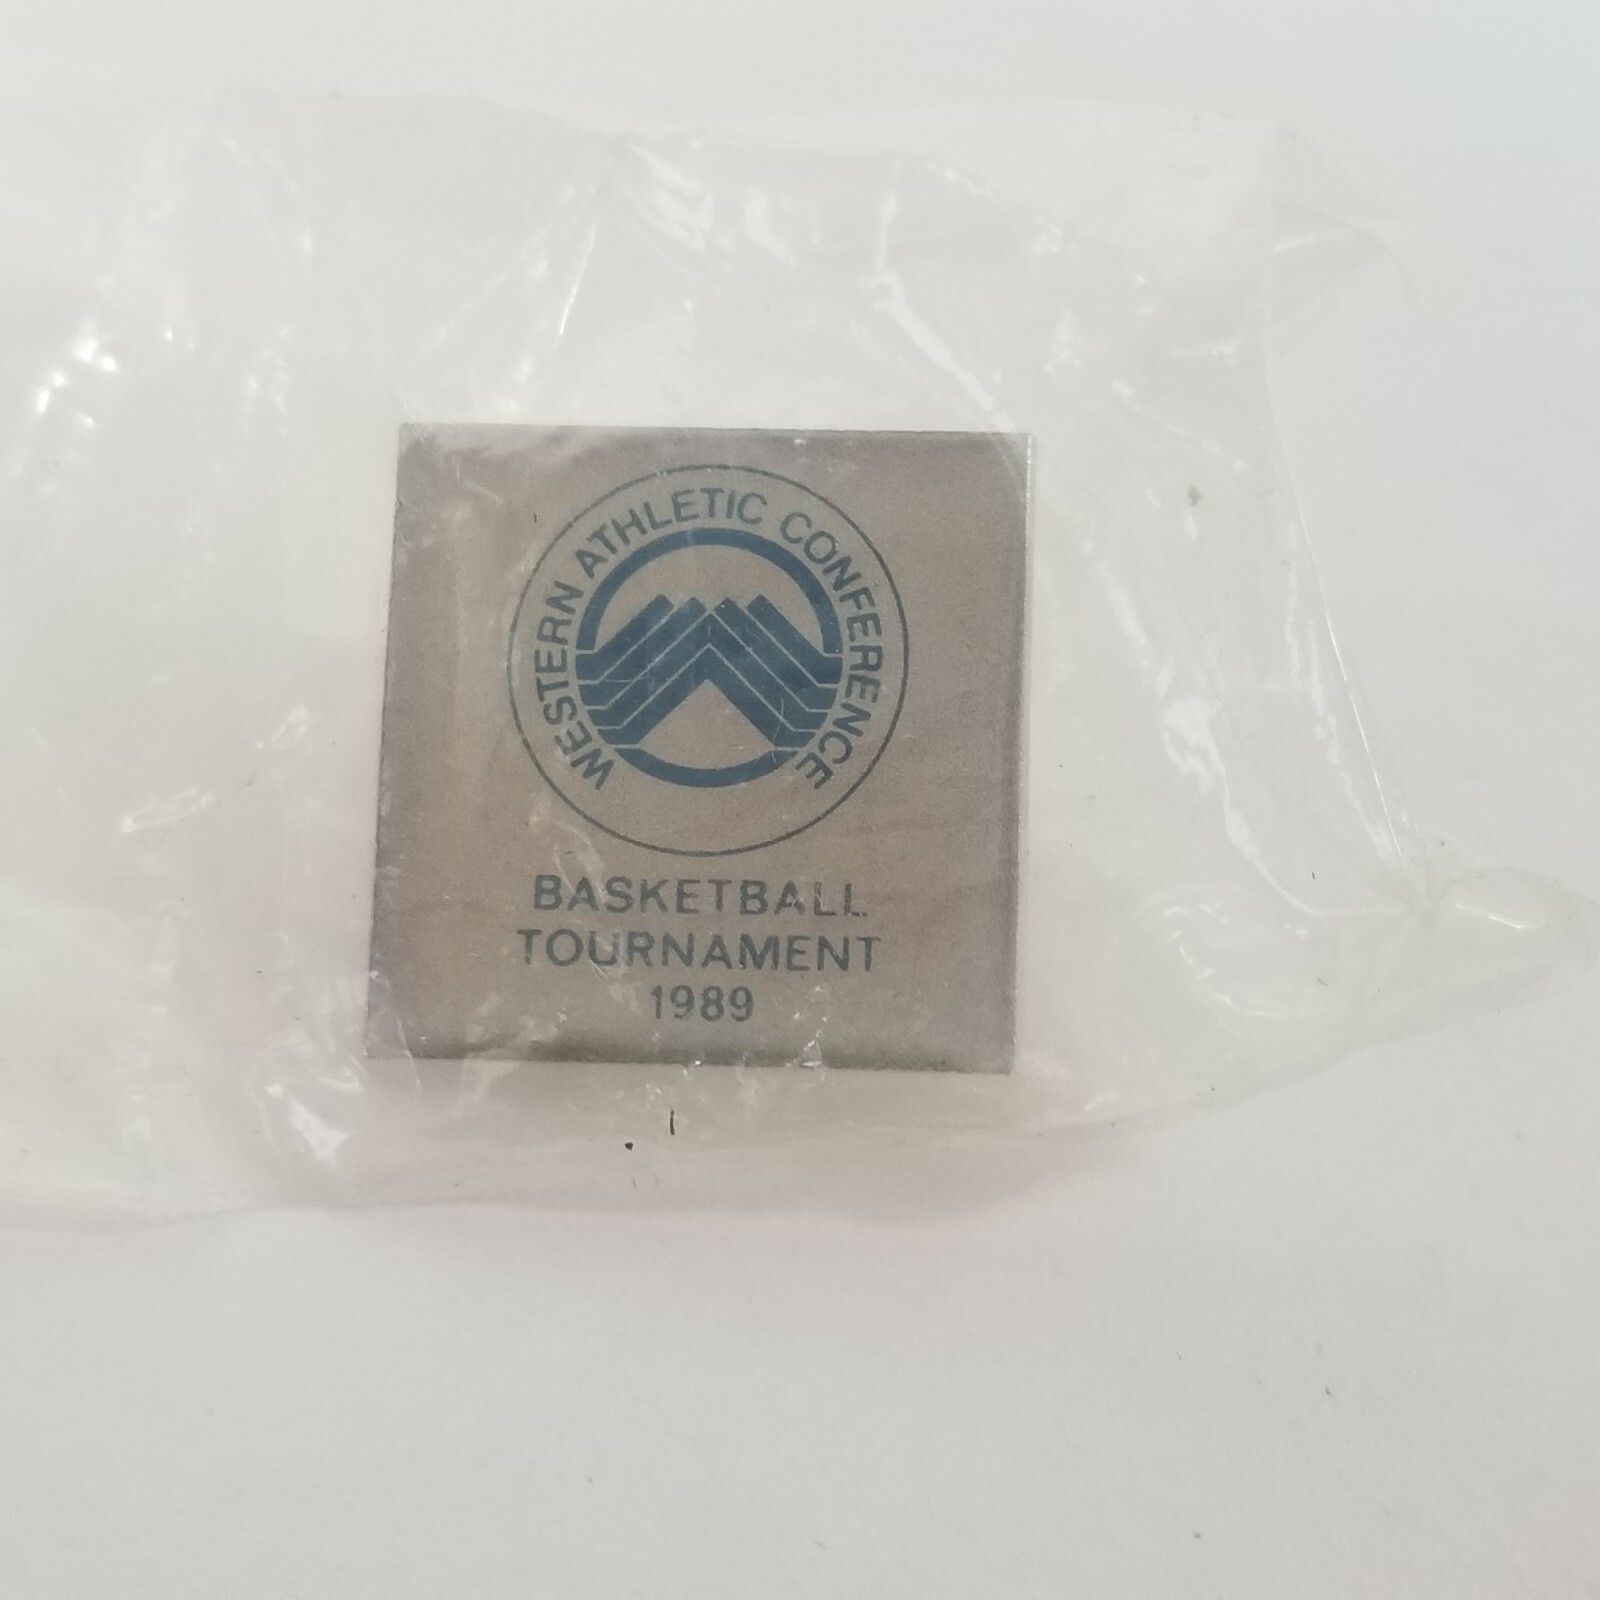 WESTERN ATHLETIC CONFERENCE
BASKETBALL
TOURNAMENT
1989